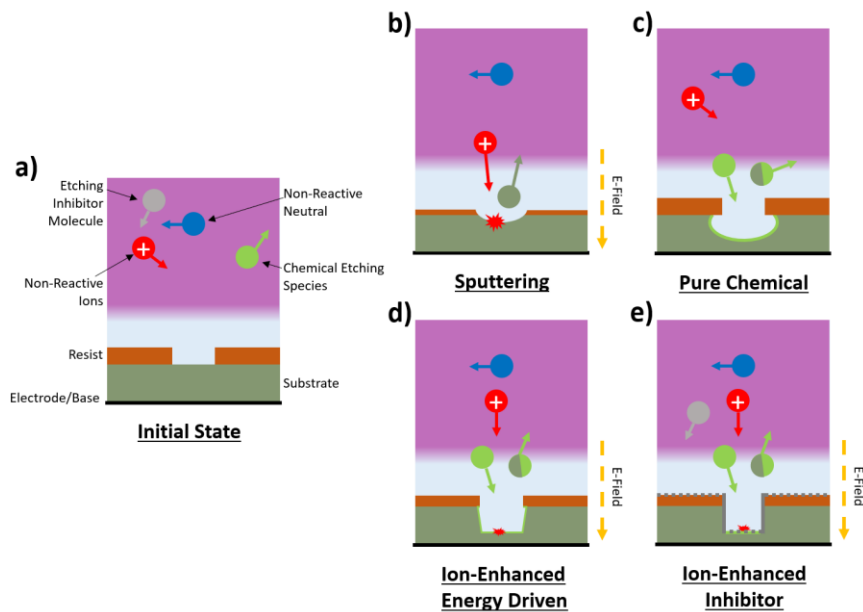 a)
Etching
Inhibitor
Molecule
Non-Reactive
Neutral
+
Non-Reactive
Ions
Chemical Etching
Species
Resist
Substrate
Electrode/Base
Initial State
b)
+
E-Field
Sputtering
c)
+
Pure Chemical
d)
+
E-Field
Ion-Enhanced
Energy Driven
e)
+
E-Field
Ion-Enhanced
Inhibitor